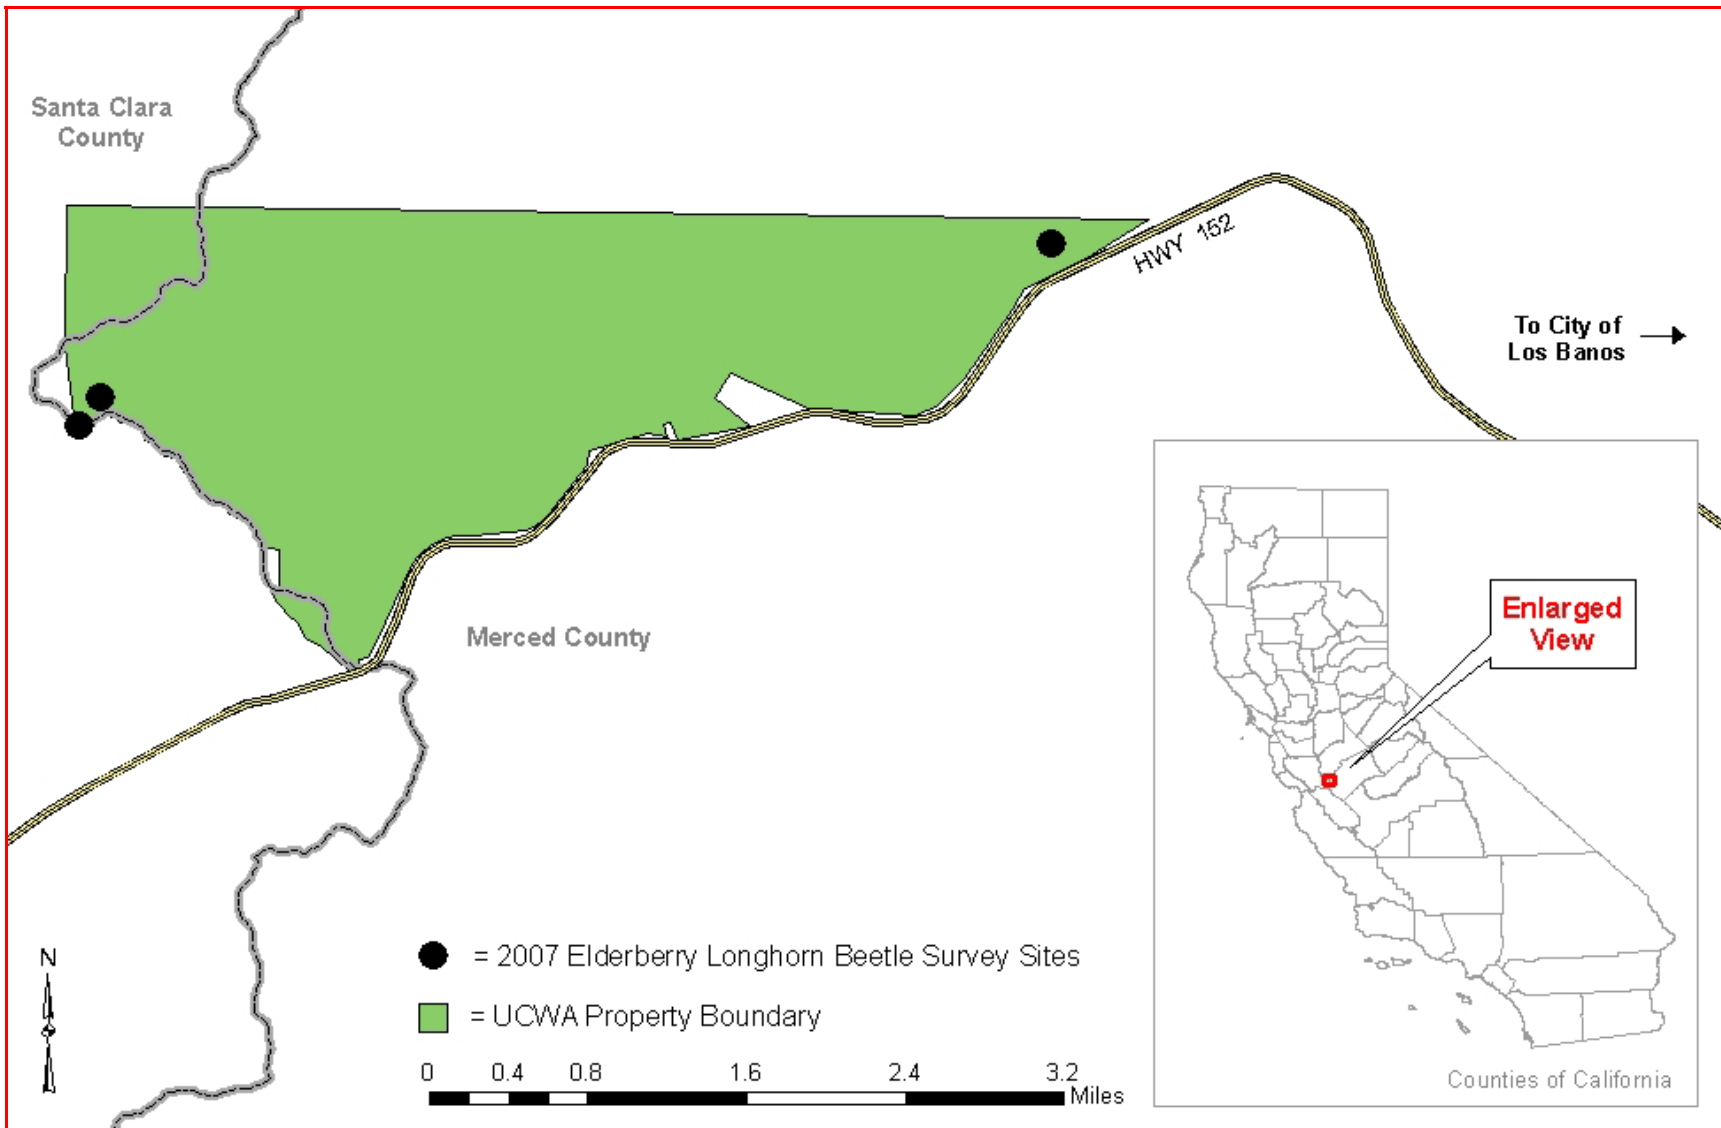 Santa Clara
County
HWY 152
To City of
Los Banos
Enlarged
View
Merced County
N
= 2007 Elderberry Longhorn Beetle Survey Sites
= UCWA Property Boundary
0 0.4 0.8 1.6 2.4 3.2
Miles
Counties of California